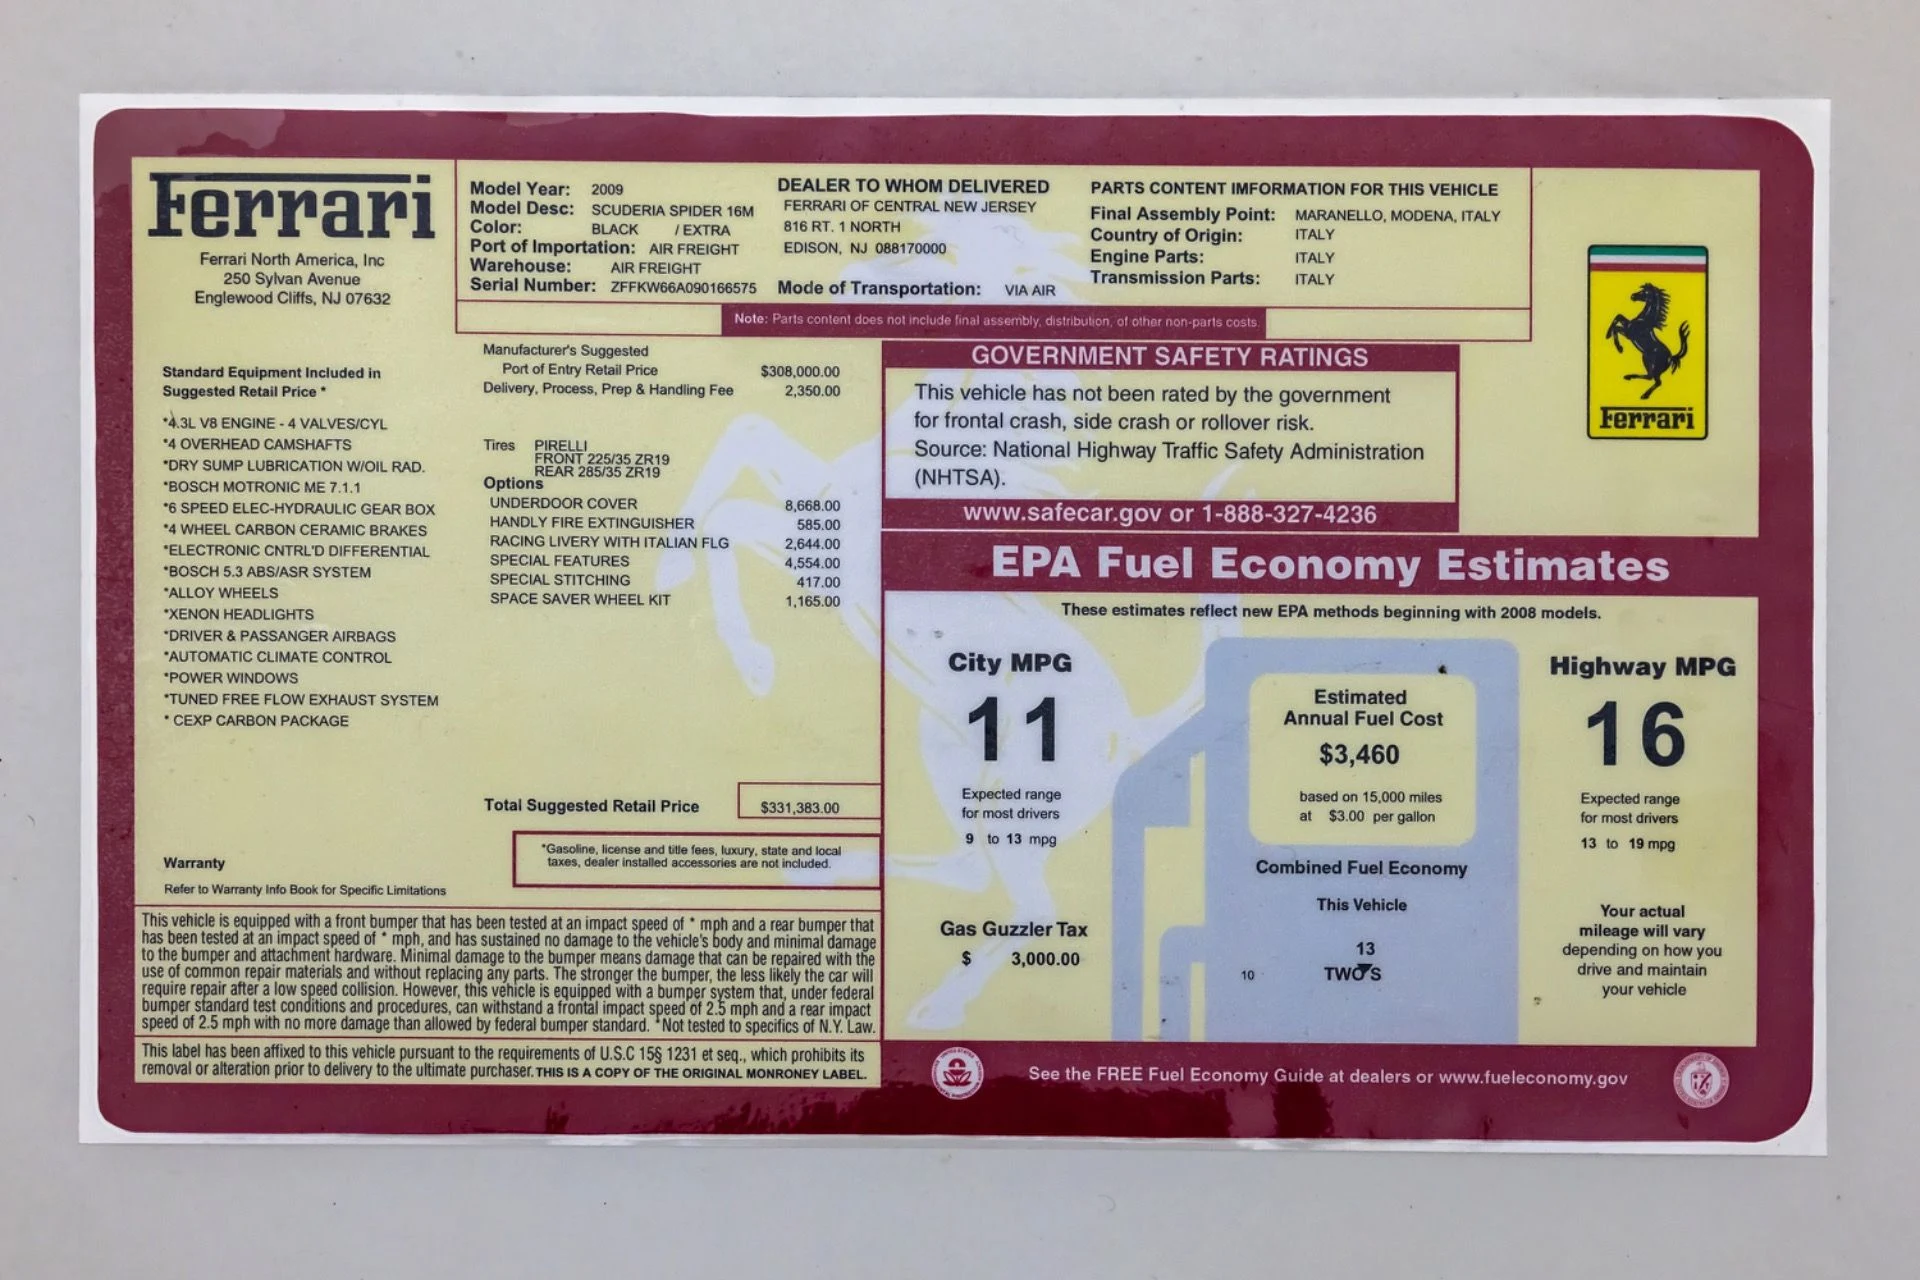 Ferrari
Ferrari North America, Inc
250 Sylvan Avenue
Englewood Cliffs, NJ 07632
Model Year: 2009
Model Desc: SCUDERIA SPIDER 16M
Color: BLACK / EXTRA
Port of Importation: AIR FREIGHT
Warehouse: AIR FREIGHT
Serial Number: ZFFKW66A090166575
DEALER TO WHOM DELIVERED
FERRARI OF CENTRAL NEW JERSEY
816 RT. 1 NORTH
EDISON, NJ 088170000
Mode of Transportation: VIA AIR
PARTS CONTENT IMFORMATION FOR THIS VEHICLE
Final Assembly Point: MARANELLO, MODENA, ITALY
Country of Origin: ITALY
Engine Parts: ITALY
Transmission Parts: ITALY
Note: Parts content does not include final assembly, distribution, of other non-parts costs.
Ferrari
Standard Equipment Included in
Suggested Retail Price *
*4.3L V8 ENGINE - 4 VALVES/CYL
*4 OVERHEAD CAMSHAFTS
*DRY SUMP LUBRICATION W/OIL RAD.
*BOSCH MOTRONIC ME 7.1.1
*6 SPEED ELEC-HYDRAULIC GEAR BOX
*4 WHEEL CARBON CERAMIC BRAKES
*ELECTRONIC CNTRL'D DIFFERENTIAL
*BOSCH 5.3 ABS/ASR SYSTEM
*ALLOY WHEELS
*XENON HEADLIGHTS
*DRIVER & PASSANGER AIRBAGS
*AUTOMATIC CLIMATE CONTROL
*POWER WINDOWS
*TUNED FREE FLOW EXHAUST SYSTEM
* CEXP CARBON PACKAGE
Warranty
Refer to Warranty Info Book for Specific Limitations
Manufacturer's Suggested
Port of Entry Retail Price $308,000.00
Delivery, Process, Prep & Handling Fee 2,350.00
Tires PIRELLI
FRONT 225/35 ZR19
REAR 285/35 ZR19
Options
UNDERDOOR COVER 8,668.00
HANDLY FIRE EXTINGUISHER 585.00
RACING LIVERY WITH ITALIAN FLG 2,644.00
SPECIAL FEATURES 4,554.00
SPECIAL STITCHING 417.00
SPACE SAVER WHEEL KIT 1,165.00
Total Suggested Retail Price $331,383.00
*Gasoline, license and title fees, luxury, state and local
taxes, dealer installed accessories are not included.
This vehicle is equipped with a front bumper that has been tested at an impact speed of * mph and a rear bumper that
has been tested at an impact speed of * mph, and has sustained no damage to the vehicle's body and minimal damage
to the bumper and attachment hardware. Minimal damage to the bumper means damage that can be repaired with the
use of common repair materials and without replacing any parts. The stronger the bumper, the less likely the car will
require repair after a low speed collision. However, this vehicle is equipped with a bumper system that, under federal
bumper standard test conditions and procedures, can withstand a frontal impact speed of 2.5 mph and a rear impact
speed of 2.5 mph with no more damage than allowed by federal bumper standard. *Not tested to specifics of N.Y. Law.
This label has been affixed to this vehicle pursuant to the requirements of U.S.C 15§ 1231 et seq., which prohibits its
removal or alteration prior to delivery to the ultimate purchaser. THIS IS A COPY OF THE ORIGINAL MONRONEY LABEL.
GOVERNMENT SAFETY RATINGS
This vehicle has not been rated by the government
for frontal crash, side crash or rollover risk.
Source: National Highway Traffic Safety Administration
(NHTSA).
www.safecar.gov or 1-888-327-4236
EPA Fuel Economy Estimates
These estimates reflect new EPA methods beginning with 2008 models.
City MPG
11
Expected range
for most drivers
9 to 13 mpg
Gas Guzzler Tax
$ 3,000.00
Estimated
Annual Fuel Cost
$3,460
based on 15,000 miles
at $3.00 per gallon
Combined Fuel Economy
This Vehicle
13
10 TWO'S
Highway MPG
16
Expected range
for most drivers
13 to 19 mpg
Your actual
mileage will vary
depending on how you
drive and maintain
your vehicle
See the FREE Fuel Economy Guide at dealers or www.fueleconomy.gov